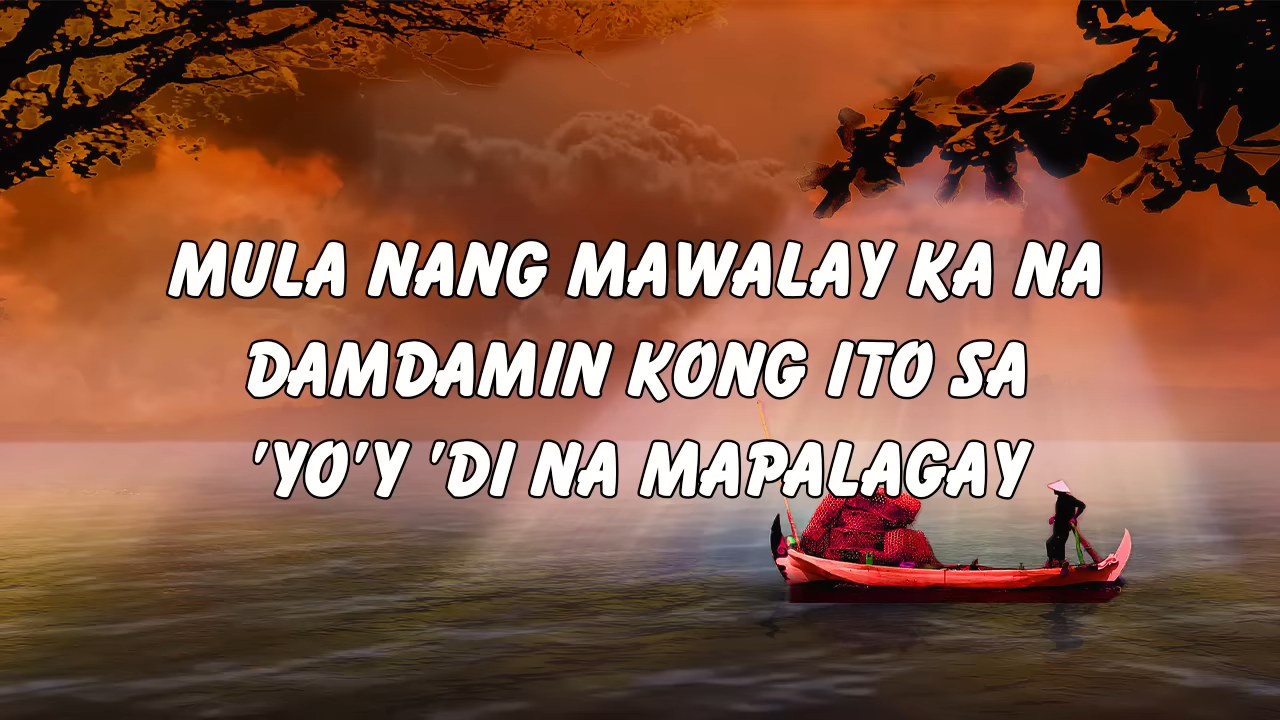 MULA NANG MAWALAY KA NA
DAMDAMIN KONG ITO SA
'YO'Y 'DI NA MAPALAGAY